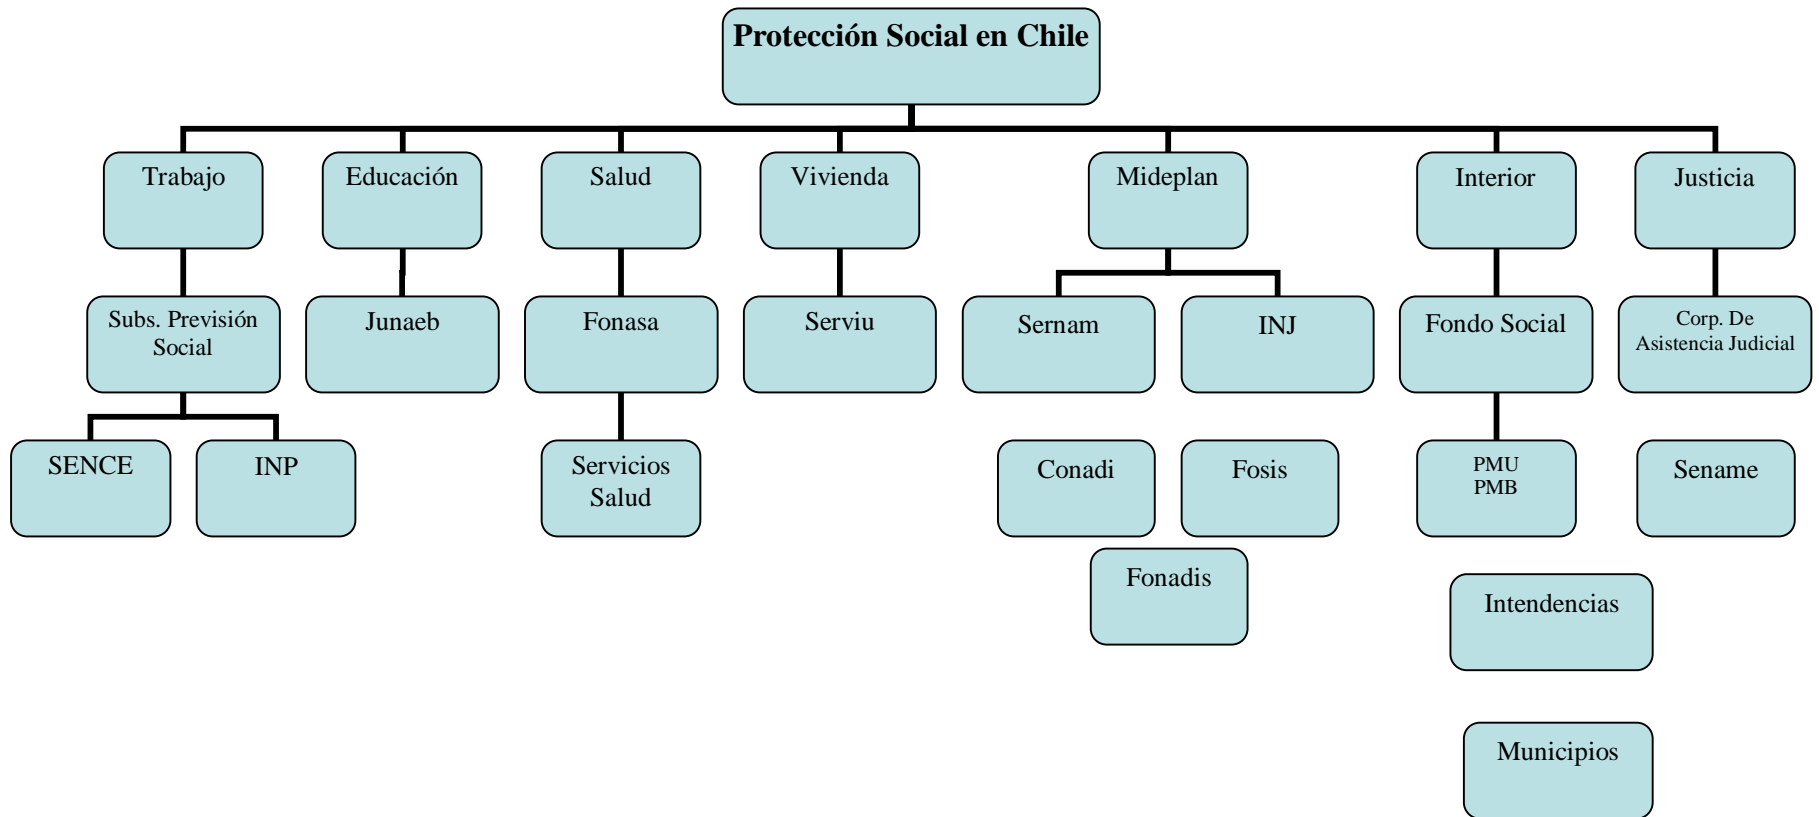 Protección Social en Chile
Trabajo
Educación
Salud
Vivienda
Mideplan
Interior
Justicia
Subs. Previsión
Social
Junaeb
Fonasa
Serviu
Sernam
INJ
Fondo Social
Corp. De
Asistencia Judicial
SENCE
INP
Servicios
Salud
Conadi
Fosis
PMU
PMB
Sename
Fonadis
Intendencias
Municipios